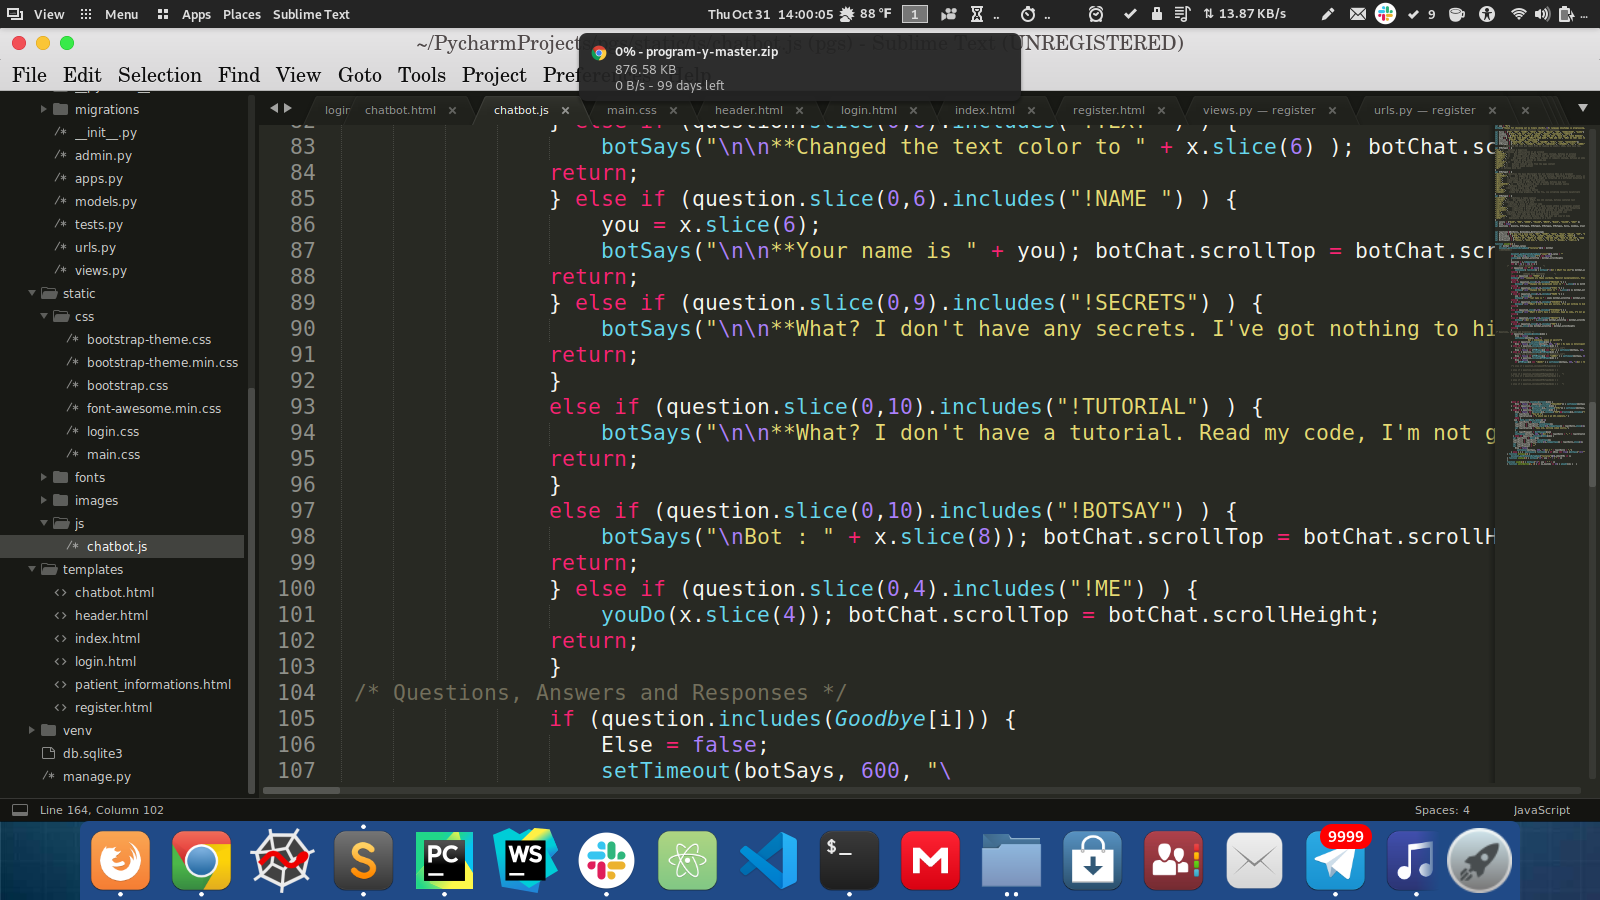 View Menu Apps Places Sublime Text Thu Oct 31 14:00:05 88 °F 1 .. .. 13.87 KB/s 9 ...
~/PycharmProjects
js (pgs) - Sublime Text (UNREGISTERED)
0% - program-y-master.zip
876.58 KB
0 B/s - 99 days left
File Edit Selection Find View Goto Tools Project
migrations
__init__.py
admin.py
apps.py
models.py
tests.py
urls.py
views.py
static
css
bootstrap-theme.css
bootstrap-theme.min.css
bootstrap.css
font-awesome.min.css
login.css
main.css
fonts
images
js
chatbot.js
templates
chatbot.html
header.html
index.html
login.html
patient_informations.html
register.html
venv
db.sqlite3
manage.py
chatbot.html chatbot.js main.css header.html login.html index.html register.html views.py — register urls.py — register
83 botSays("\n\n**Changed the text color to " + x.slice(6) ); botChat.sc
84 return;
85 } else if (question.slice(0,6).includes("!NAME ") ) {
86 you = x.slice(6);
87 botSays("\n\n**Your name is " + you); botChat.scrollTop = botChat.scr
88 return;
89 } else if (question.slice(0,9).includes("!SECRETS") ) {
90 botSays("\n\n**What? I don't have any secrets. I've got nothing to hi
91 return;
92 }
93 else if (question.slice(0,10).includes("!TUTORIAL") ) {
94 botSays("\n\n**What? I don't have a tutorial. Read my code, I'm not g
95 return;
96 }
97 else if (question.slice(0,10).includes("!BOTSAY") ) {
98 botSays("\nBot : " + x.slice(8)); botChat.scrollTop = botChat.scrollH
99 return;
100 } else if (question.slice(0,4).includes("!ME") ) {
101 youDo(x.slice(4)); botChat.scrollTop = botChat.scrollHeight;
102 return;
103 }
104 /* Questions, Answers and Responses */
105 if (question.includes(Goodbye[i])) {
106 Else = false;
107 setTimeout(botSays, 600, "\
Line 164, Column 102 Spaces: 4 JavaScript
S PC WS $_ M 9999